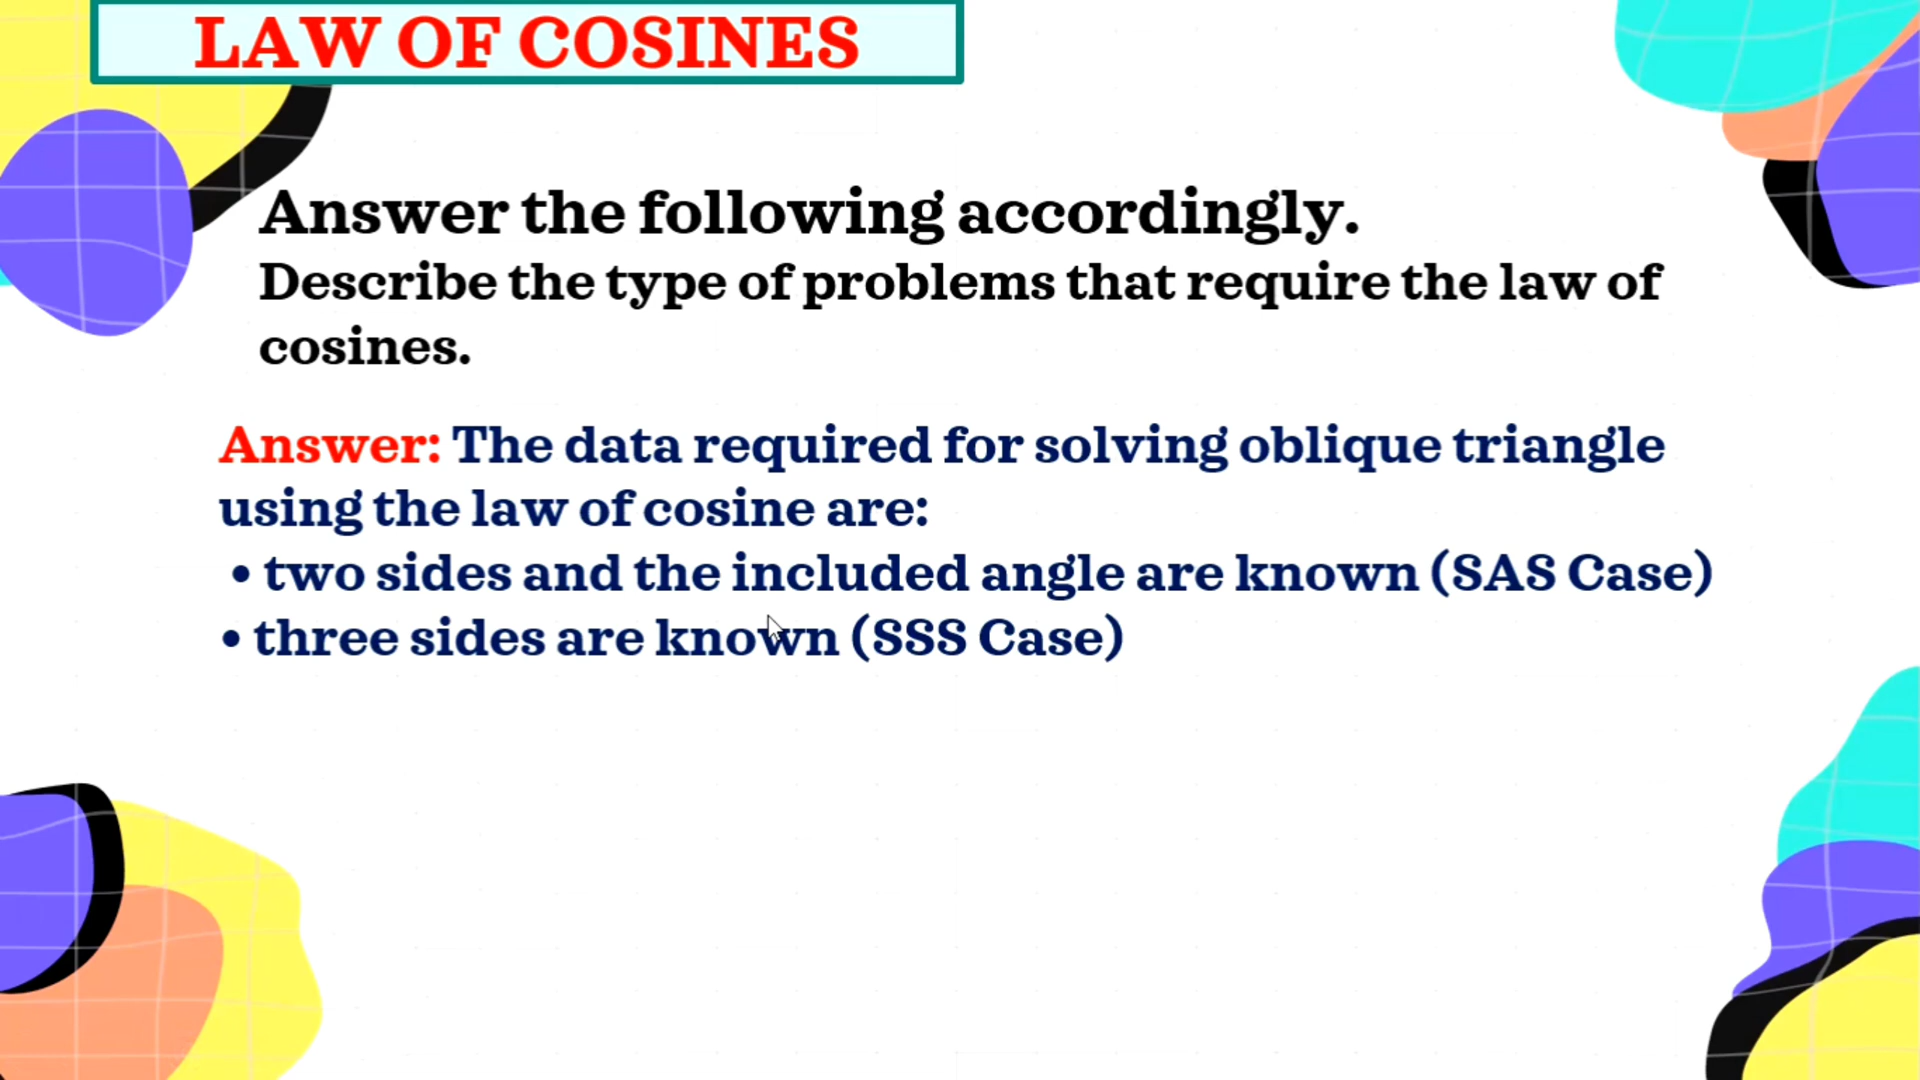 LAW OF COSINES
Answer the following accordingly.
Describe the type of problems that require the law of
cosines.
Answer: The data required for solving oblique triangle
using the law of cosine are:
• two sides and the included angle are known (SAS Case)
• three sides are known (SSS Case)